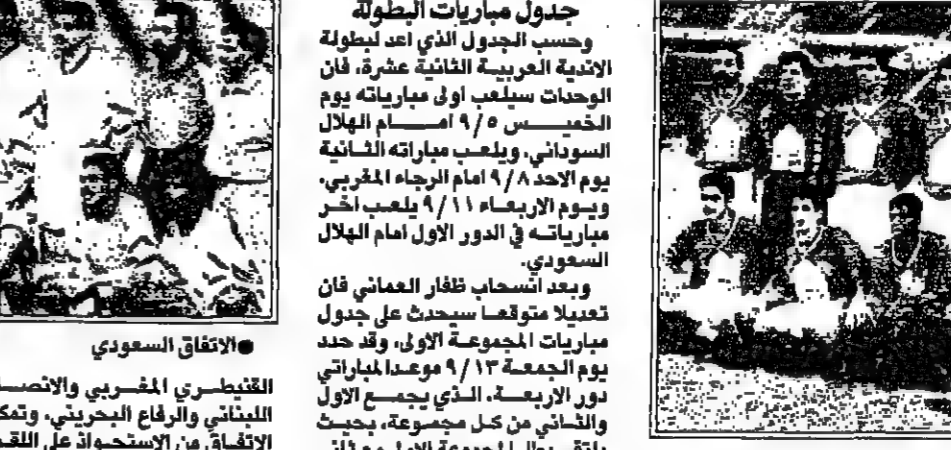 جدول مباريات البطولة
وحسب الجدول الذي اعد لبطولة
الاندية العربية الثانية عشرة، فان
الوحدات سيلعب اولى مبارياته يوم
الخميس ٩/٥ امام الهلال
السوداني، ويلعب مباراته الثانية
يوم الاحد ٩/٨ امام الرجاء المغربي،
ويوم الاربعاء ٩/١١ يلعب اخر
مبارياته في الدور الاول امام الهلال
السعودي.
وبعد انسحاب ظفار العماني فان
تعديلا متوقعا سيحدث على جدول
مباريات المجموعة الاولى، وقد حدد
يوم الجمعة ٩/١٣ موعدا لمباراتي
دور الاربعة، الذي يجمع الاول
والثاني من كل مجموعة، بحيث
●الاتفاق السعودي
القنيطري المغربي والانصـ
اللبناني والرفاع البحريني، وتمكـ
الاتفاق من الاستحواذ على اللقـ